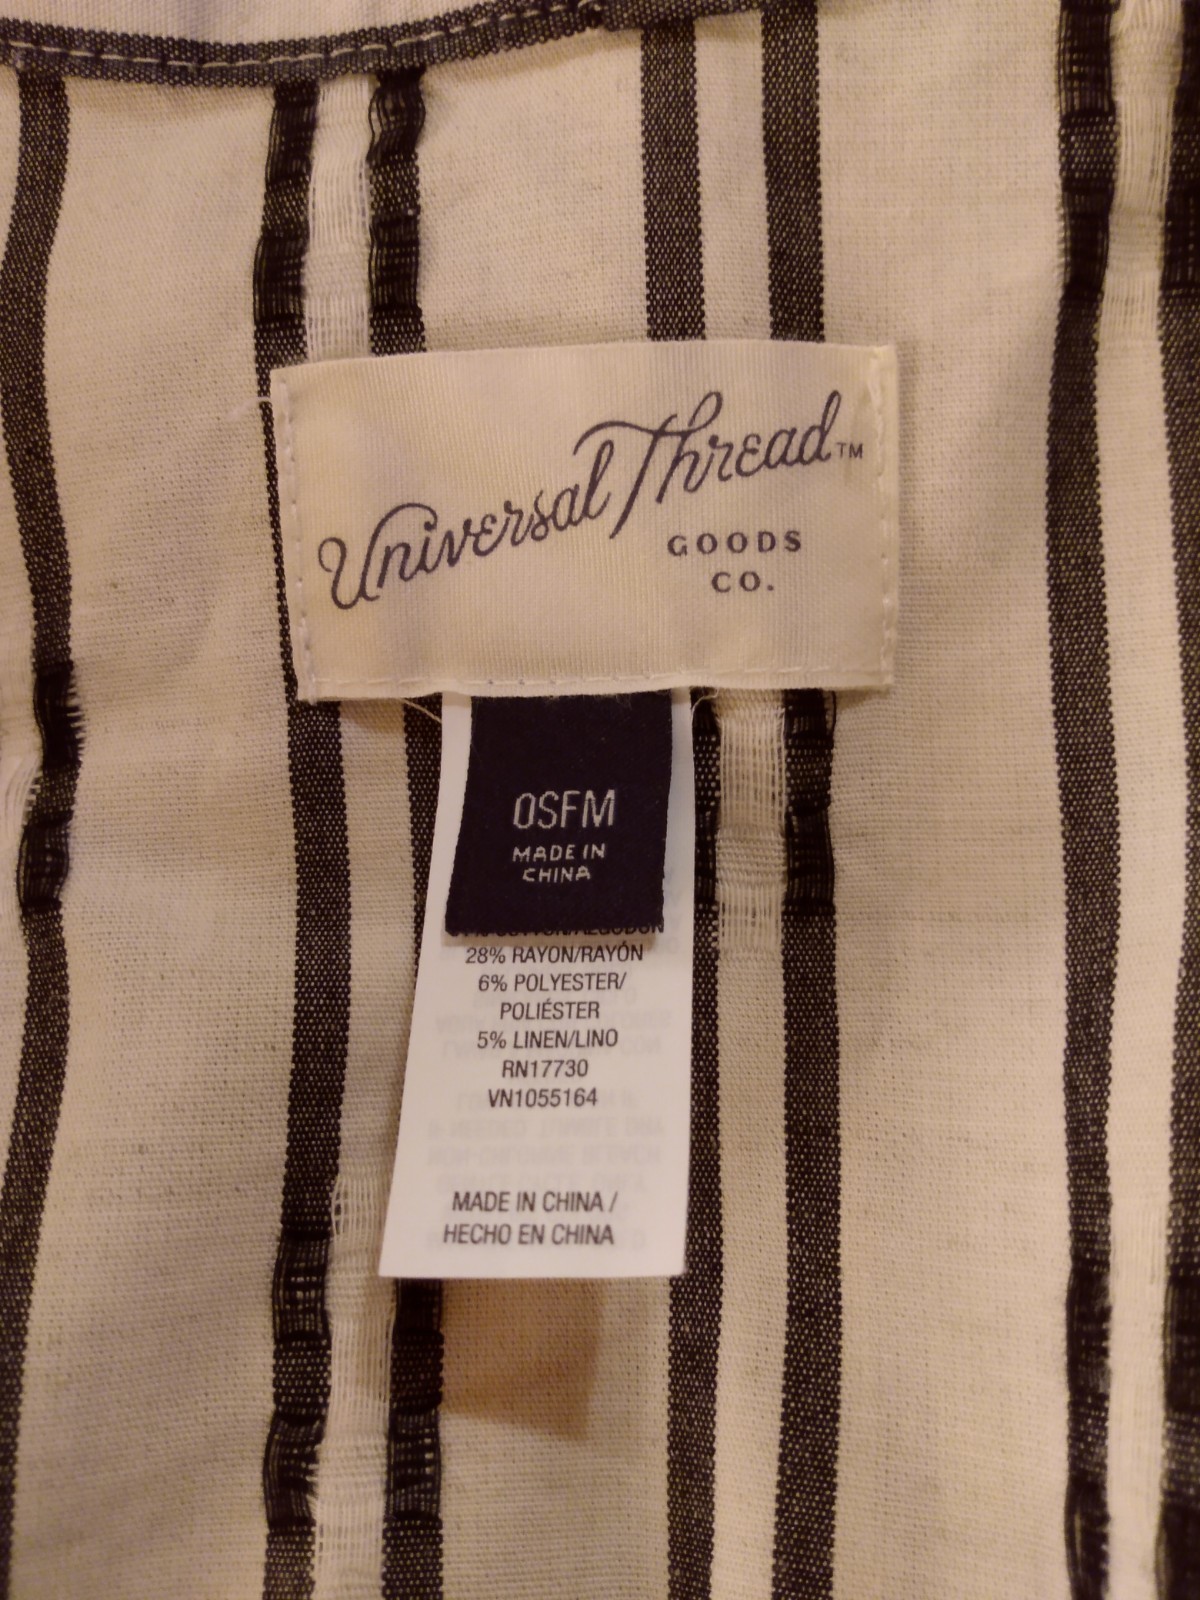 Universal Thread™
GOODS
CO.
OSFM
MADE IN
CHINA
28% RAYON/RAYÓN
6% POLYESTER/
POLIÉSTER
5% LINEN/LINO
RN17730
VN1055164
MADE IN CHINA /
HECHO EN CHINA